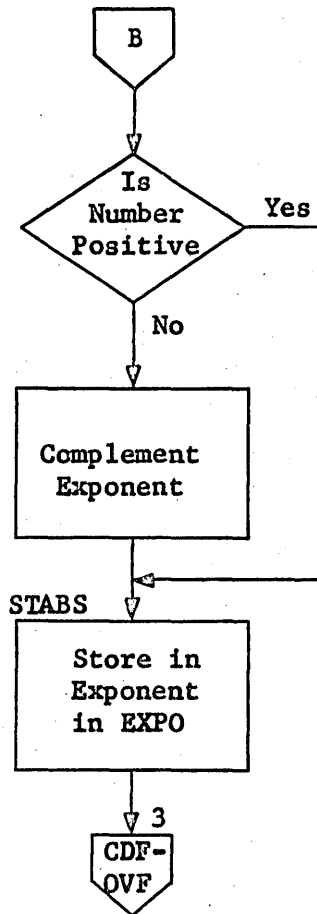 B
Is
Number
Positive
Yes
No
Complement
Exponent
STABS
Store in
Exponent
in EXPO
3
CDF-
OVF